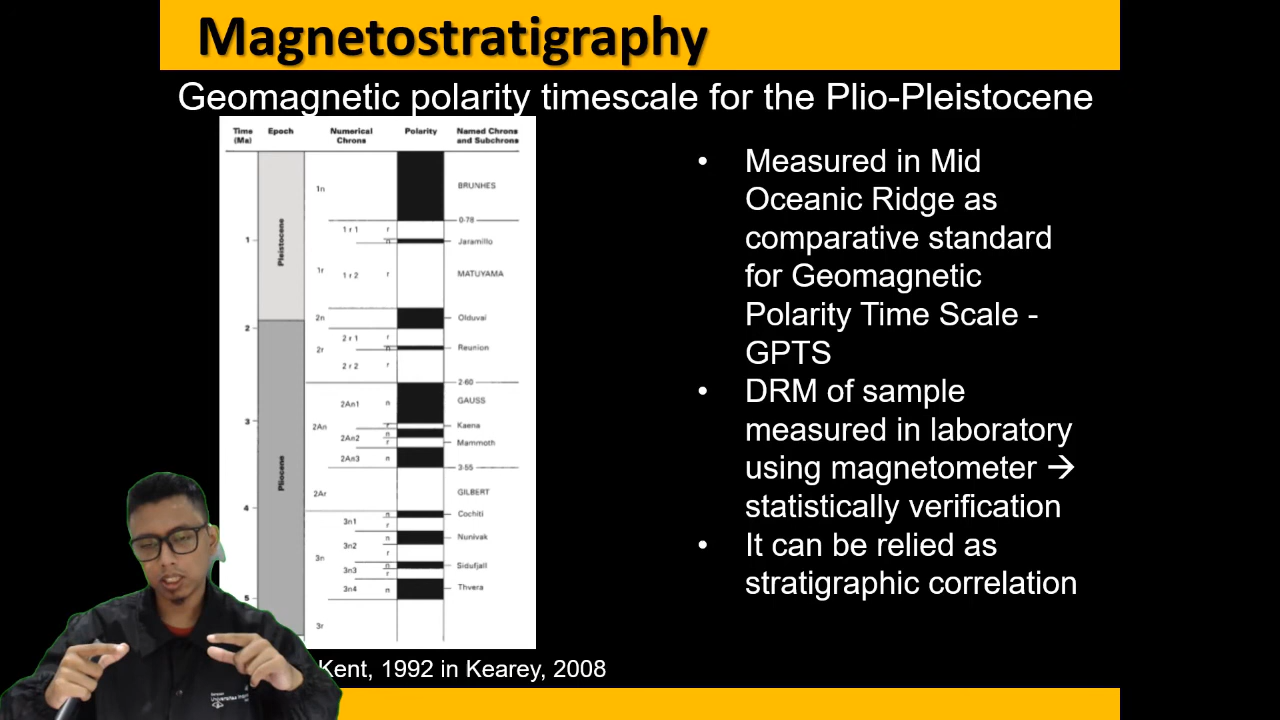 Magnetostratigraphy
Geomagnetic polarity timescale for the Plio-Pleistocene
Time (Ma) Epoch Numerical Chrons Polarity Named Chrons and Subchrons
1n BRUNHES
0·78
1 r 1 r
1 n Jaramillo
Pleistocene
1r 1 r 2 r MATUYAMA
2n Olduvai
2
2 r 1 r
2r n Reunion
2 r 2 r
2·60
2An1 n GAUSS
3 r Kaena
2An n
2An2 r Mammoth
2An3 n
3·55
Pliocene
2Ar GILBERT
4 n Cochiti
3n1 r
n Nunivak
3n2
3n r
n Sidufjall
3n3 r
3n4 n Thvera
5
3r
• Measured in Mid
Oceanic Ridge as
comparative standard
for Geomagnetic
Polarity Time Scale -
GPTS
• DRM of sample
measured in laboratory
using magnetometer →
statistically verification
• It can be relied as
stratigraphic correlation
Kent, 1992 in Kearey, 2008
Universitas